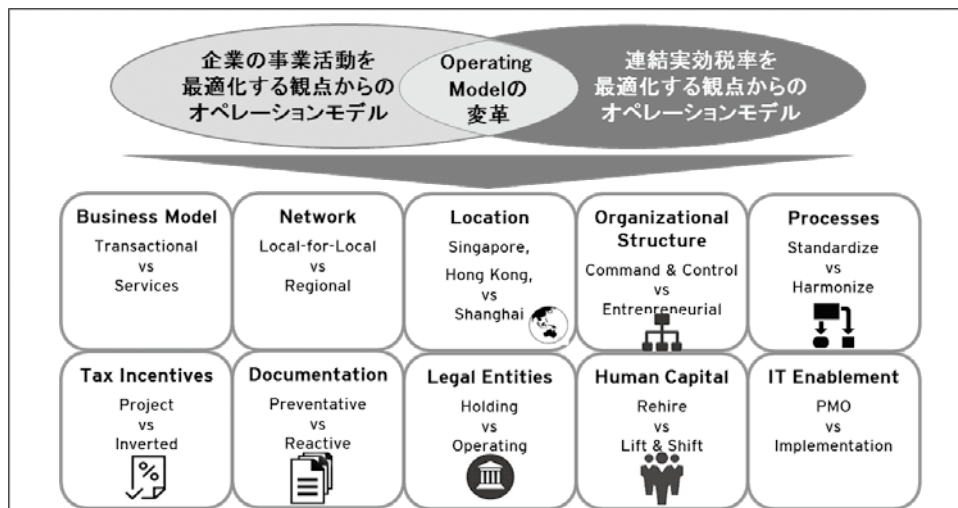 企業の事業活動を
最適化する観点からの
オペレーションモデル
Operating
Modelの
変革
連結実効税率を
最適化する観点からの
オペレーションモデル
Business Model
Transactional
vs
Services
Network
Local-for-Local
vs
Regional
Location
Singapore,
Hong Kong,
vs
Shanghai
Organizational
Structure
Command & Control
vs
Entrepreneurial
Processes
Standardize
vs
Harmonize
Tax Incentives
Project
vs
Inverted
%
Documentation
Preventative
vs
Reactive
Legal Entities
Holding
vs
Operating
Human Capital
Rehire
vs
Lift & Shift
IT Enablement
PMO
vs
Implementation